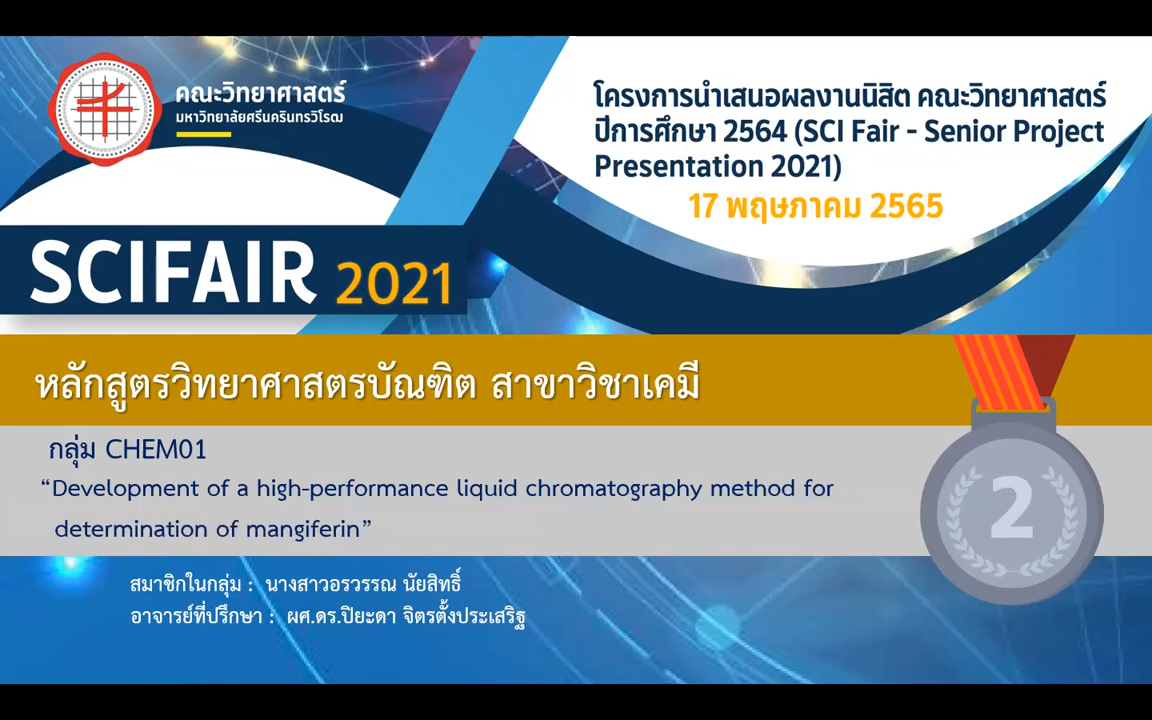 คณะวิทยาศาสตร์
มหาวิทยาลัยศรีนครินทรวิโรฒ
โครงการนำเสนอผลงานนิสิต คณะวิทยาศาสตร์
ปีการศึกษา 2564 (SCI Fair - Senior Project
Presentation 2021)
17 พฤษภาคม 2565
SCIFAIR 2021
หลักสูตรวิทยาศาสตรบัณฑิต สาขาวิชาเคมี
กลุ่ม CHEM01
“Development of a high-performance liquid chromatography method for
determination of mangiferin”
2
สมาชิกในกลุ่ม : นางสาวอรวรรณ นัยสิทธิ์
อาจารย์ที่ปรึกษา : ผศ.ดร.ปิยะดา จิตรตั้งประเสริฐ